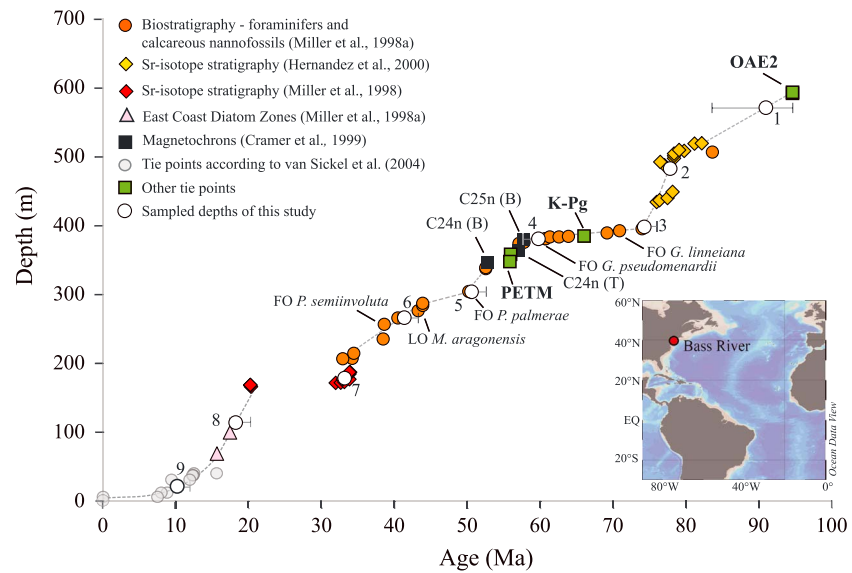 700
600
500
400
300
200
100
0
Depth (m)
Biostratigraphy - foraminifers and
calcareous nannofossils (Miller et al., 1998a)
Sr-isotope stratigraphy (Hernandez et al., 2000)
Sr-isotope stratigraphy (Miller et al., 1998)
East Coast Diatom Zones (Miller et al., 1998a)
Magnetochrons (Cramer et al., 1999)
Tie points according to van Sickel et al. (2004)
Other tie points
Sampled depths of this study
OAE2
1
2
K-Pg
C25n (B)
C24n (B)
4
3
FO G. linneiana
FO G. pseudomenardii
C24n (T)
PETM
FO P. semiinvoluta
6
5
FO P. palmerae
LO M. aragonensis
7
8
9
60°N
40°N
20°N
EQ
20°S
80°W
40°W
0°
Bass River
Ocean Data View
0
10
20
30
40
50
60
70
80
90
100
Age (Ma)